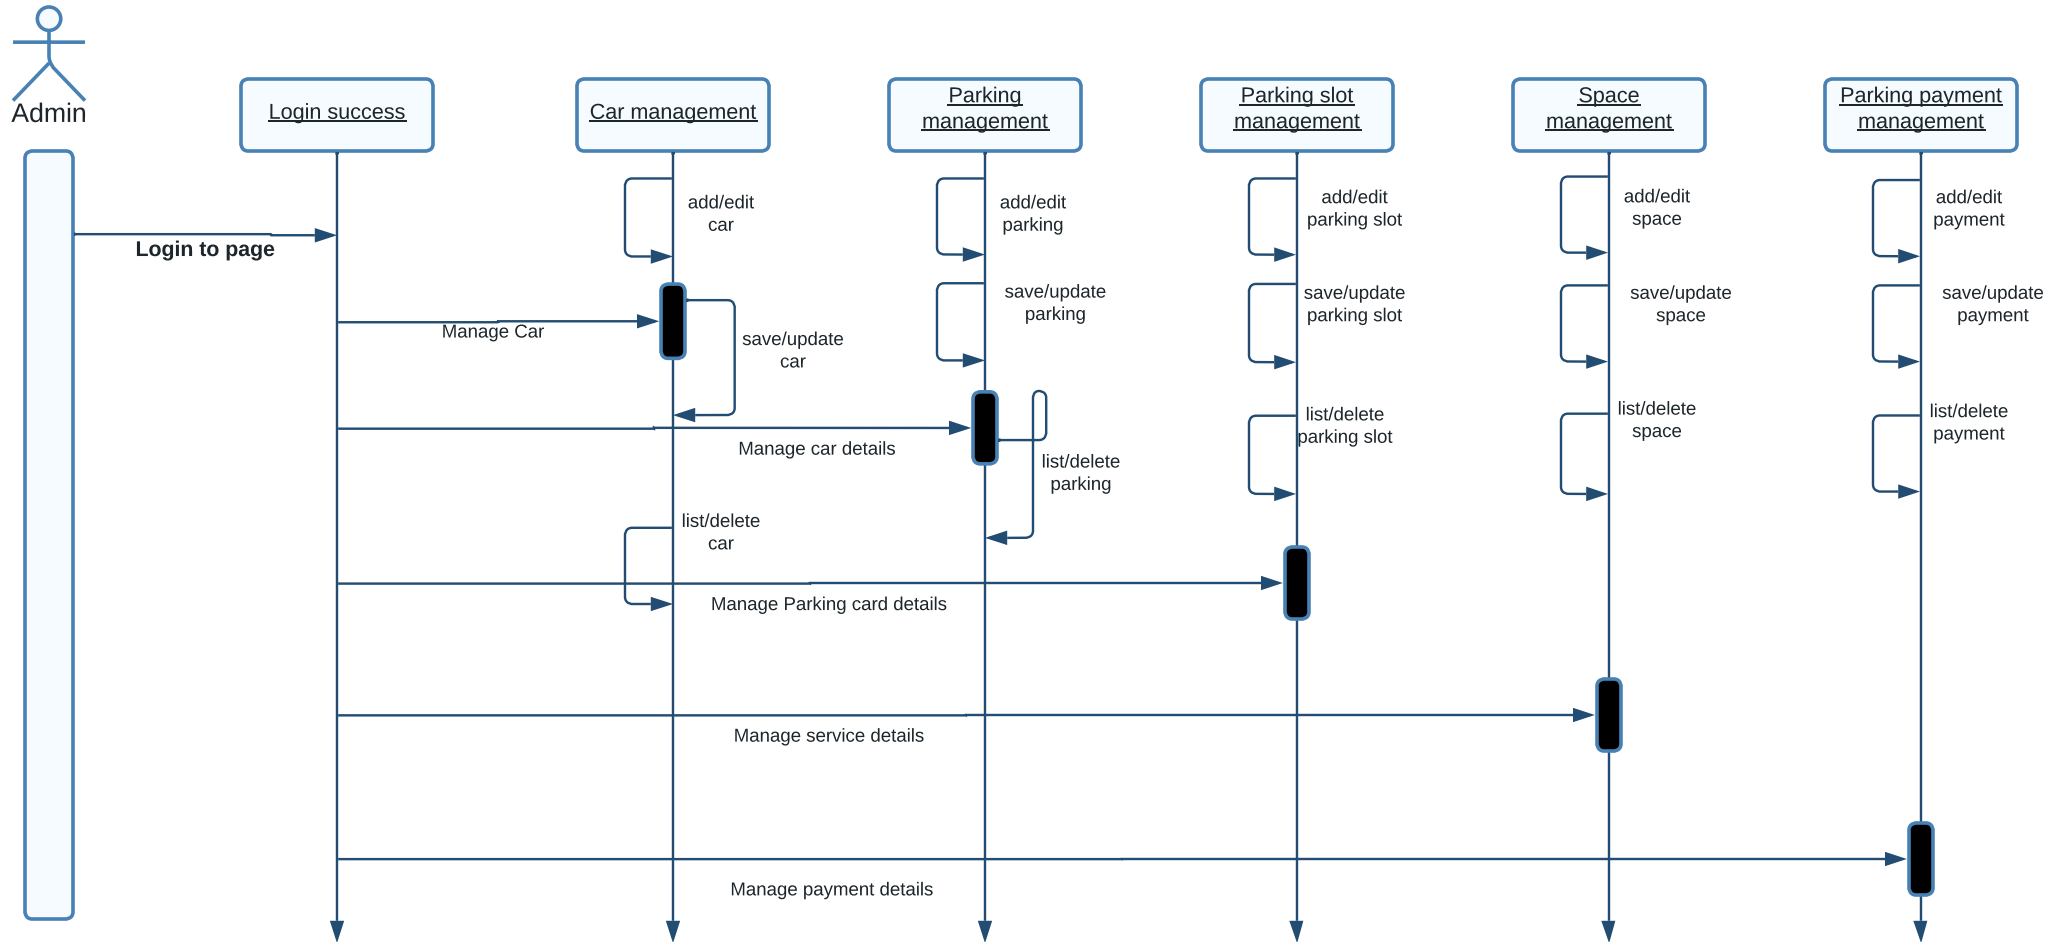 Admin
Login success
Car management
Parking
management
Parking slot
management
Space
management
Parking payment
management
add/edit
car
add/edit
parking
add/edit
parking slot
add/edit
space
add/edit
payment
Login to page
save/update
parking
save/update
parking slot
save/update
space
save/update
payment
Manage Car
save/update
car
list/delete
parking slot
list/delete
space
list/delete
payment
Manage car details
list/delete
parking
list/delete
car
Manage Parking card details
Manage service details
Manage payment details